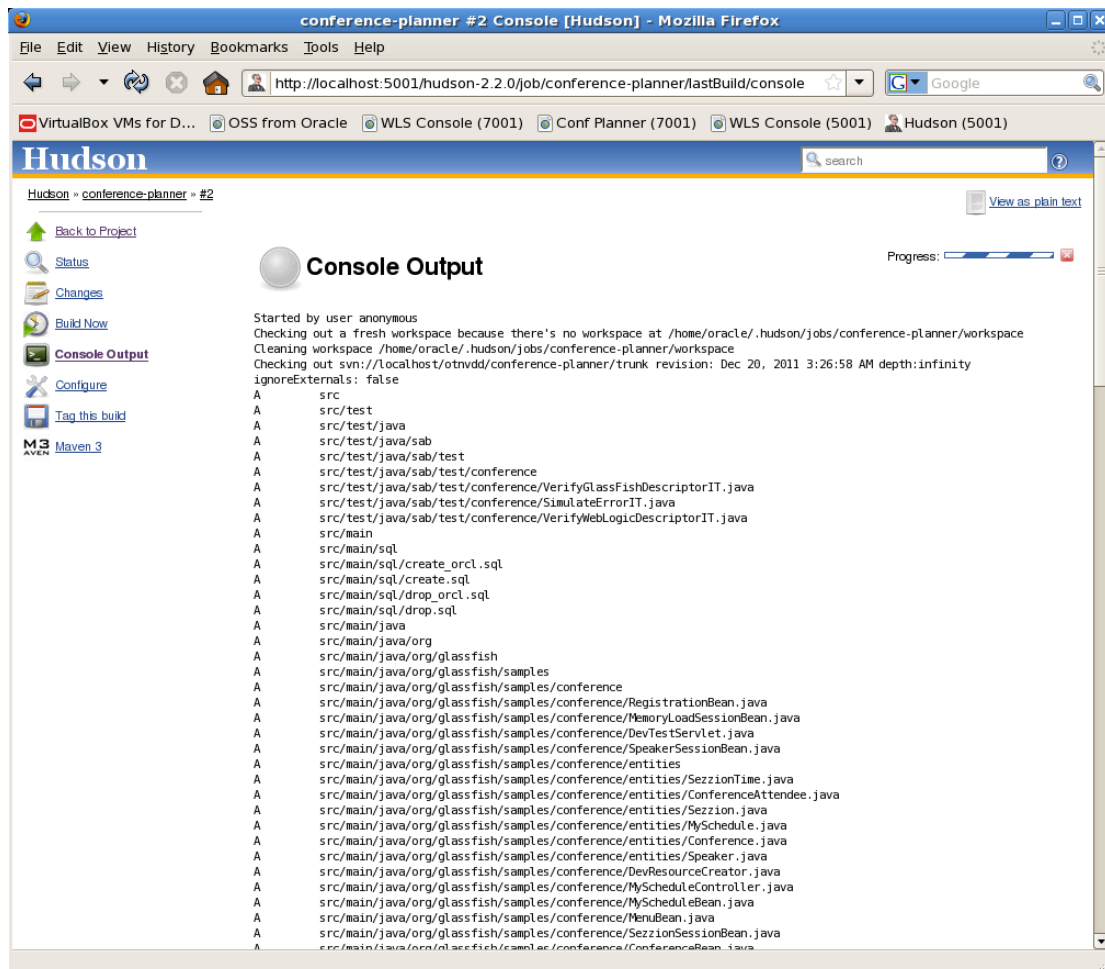 conference-planner #2 Console [Hudson] - Mozilla Firefox
File Edit View History Bookmarks Tools Help
http://localhost:5001/hudson-2.2.0/job/conference-planner/lastBuild/console
G Google
VirtualBox VMs for D... OSS from Oracle WLS Console (7001) Conf Planner (7001) WLS Console (5001) Hudson (5001)
Hudson
search
Hudson » conference-planner » #2
View as plain text
Back to Project
Status
Changes
Build Now
Console Output
Configure
Tag this build
M3 AVEN Maven 3
Console Output
Progress:
Started by user anonymous
Checking out a fresh workspace because there's no workspace at /home/oracle/.hudson/jobs/conference-planner/workspace
Cleaning workspace /home/oracle/.hudson/jobs/conference-planner/workspace
Checking out svn://localhost/otnvdd/conference-planner/trunk revision: Dec 20, 2011 3:26:58 AM depth:infinity
ignoreExternals: false
A src
A src/test
A src/test/java
A src/test/java/sab
A src/test/java/sab/test
A src/test/java/sab/test/conference
A src/test/java/sab/test/conference/VerifyGlassFishDescriptorIT.java
A src/test/java/sab/test/conference/SimulateErrorIT.java
A src/test/java/sab/test/conference/VerifyWebLogicDescriptorIT.java
A src/main
A src/main/sql
A src/main/sql/create_orcl.sql
A src/main/sql/create.sql
A src/main/sql/drop_orcl.sql
A src/main/sql/drop.sql
A src/main/java
A src/main/java/org
A src/main/java/org/glassfish
A src/main/java/org/glassfish/samples
A src/main/java/org/glassfish/samples/conference
A src/main/java/org/glassfish/samples/conference/RegistrationBean.java
A src/main/java/org/glassfish/samples/conference/MemoryLoadSessionBean.java
A src/main/java/org/glassfish/samples/conference/DevTestServlet.java
A src/main/java/org/glassfish/samples/conference/SpeakerSessionBean.java
A src/main/java/org/glassfish/samples/conference/entities
A src/main/java/org/glassfish/samples/conference/entities/SezzionTime.java
A src/main/java/org/glassfish/samples/conference/entities/ConferenceAttendee.java
A src/main/java/org/glassfish/samples/conference/entities/Sezzion.java
A src/main/java/org/glassfish/samples/conference/entities/MySchedule.java
A src/main/java/org/glassfish/samples/conference/entities/Conference.java
A src/main/java/org/glassfish/samples/conference/entities/Speaker.java
A src/main/java/org/glassfish/samples/conference/DevResourceCreator.java
A src/main/java/org/glassfish/samples/conference/MyScheduleController.java
A src/main/java/org/glassfish/samples/conference/MyScheduleBean.java
A src/main/java/org/glassfish/samples/conference/MenuBean.java
A src/main/java/org/glassfish/samples/conference/SezzionSessionBean.java
A src/main/java/org/glassfish/samples/conference/ConferenceBean.java